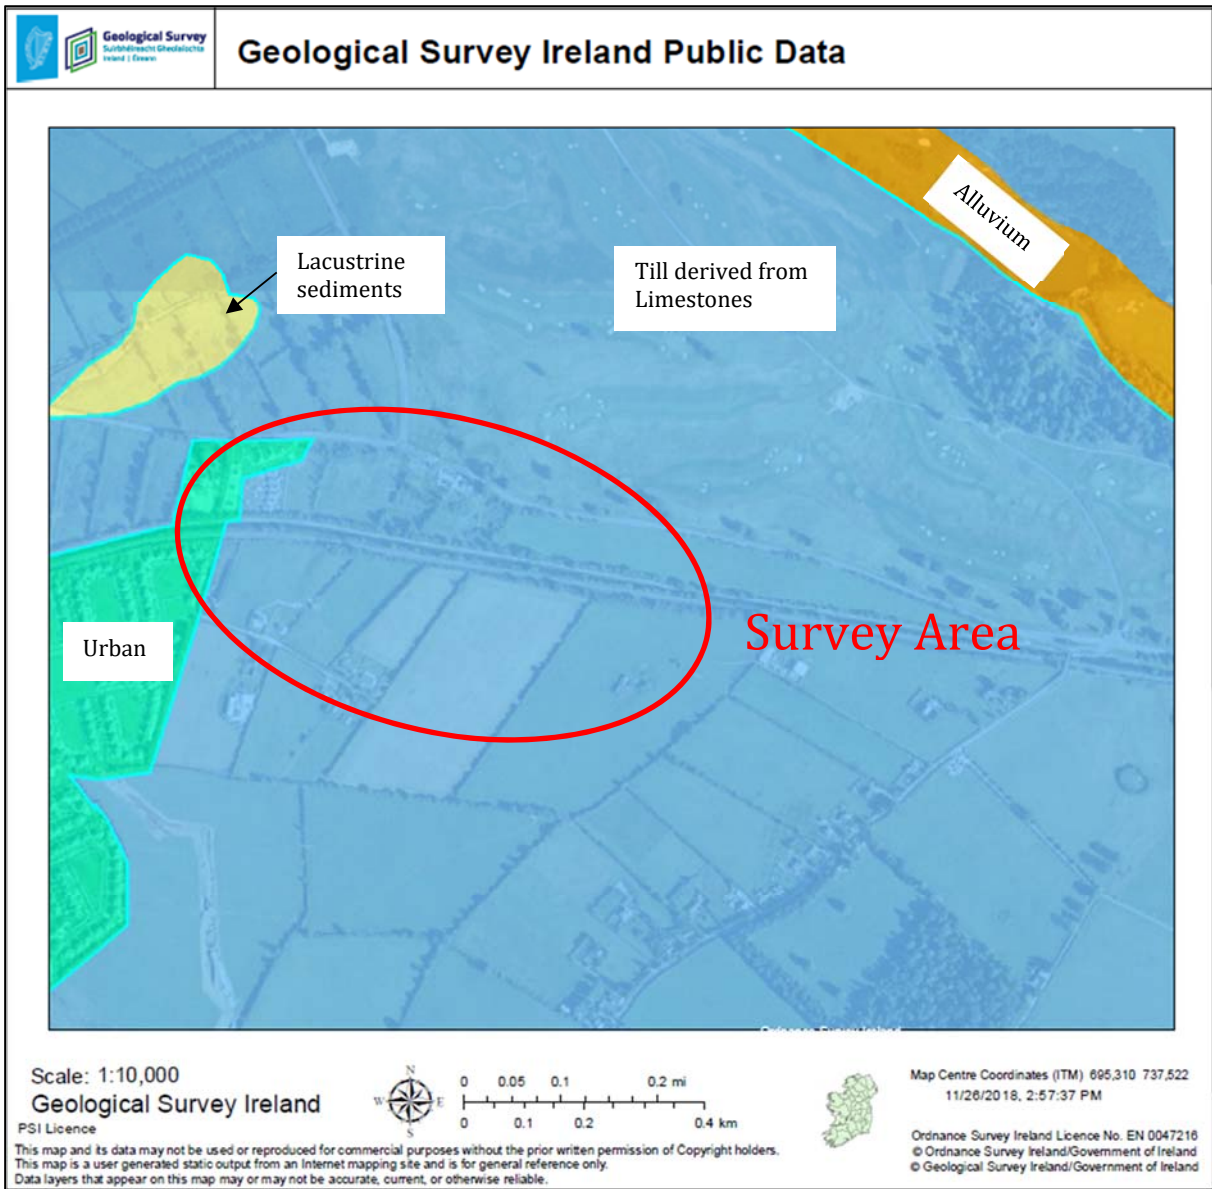 Geological Survey
Suirbhéireacht Gheolaíochta
Ireland | Éireann
Geological Survey Ireland Public Data
Alluvium
Lacustrine
sediments
Till derived from
Limestones
Survey Area
Urban
Ordnance Survey Ireland
Scale: 1:10,000
Geological Survey Ireland
PSI Licence
N
W E
S
0 0.05 0.1 0.2 mi
0 0.1 0.2 0.4 km
Map Centre Coordinates (ITM) 695,310 737,522
11/26/2018, 2:57:37 PM
Ordnance Survey Ireland Licence No. EN 0047216
© Ordnance Survey Ireland/Government of Ireland
© Geological Survey Ireland/Government of Ireland
This map and its data may not be used or reproduced for commercial purposes without the prior written permission of Copyright holders.
This map is a user generated static output from an Internet mapping site and is for general reference only.
Data layers that appear on this map may or may not be accurate, current, or otherwise reliable.